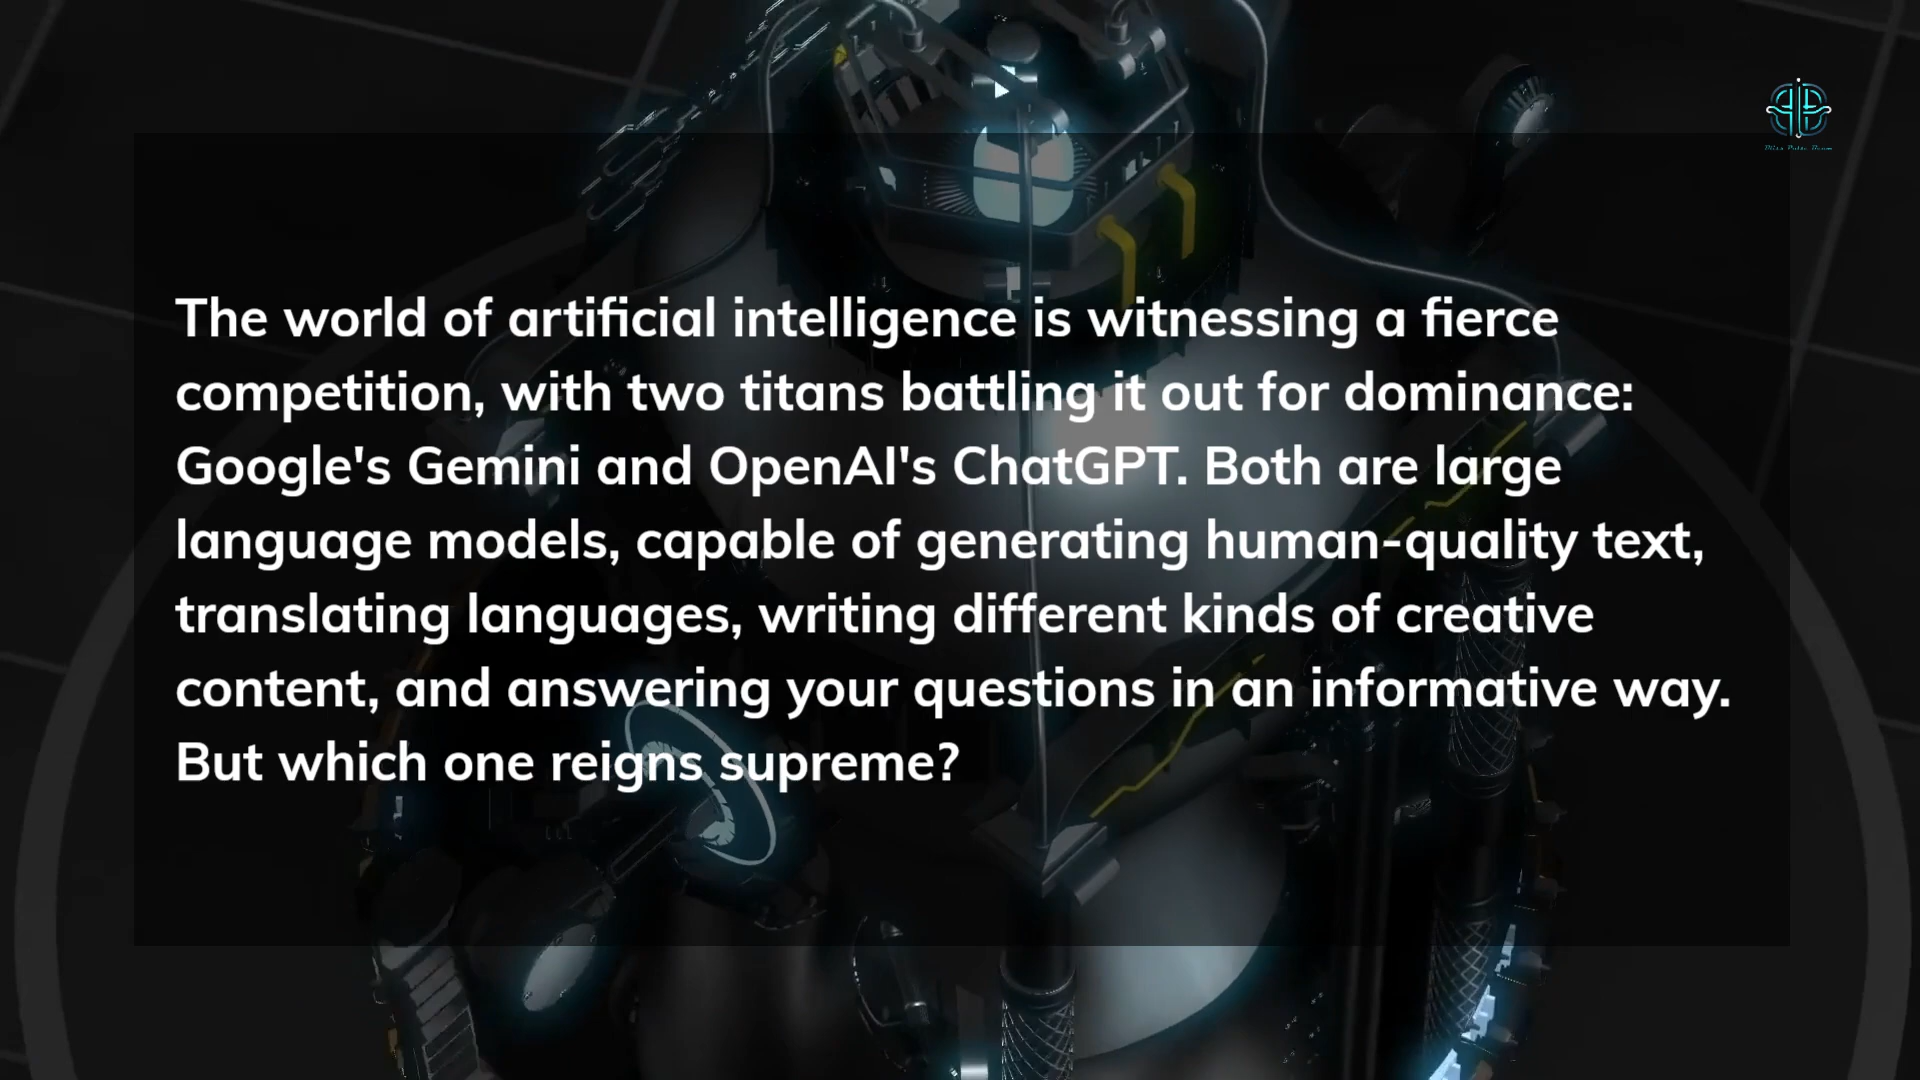 The world of artificial intelligence is witnessing a fierce
competition, with two titans battling it out for dominance:
Google's Gemini and OpenAI's ChatGPT. Both are large
language models, capable of generating human-quality text,
translating languages, writing different kinds of creative
content, and answering your questions in an informative way.
But which one reigns supreme?